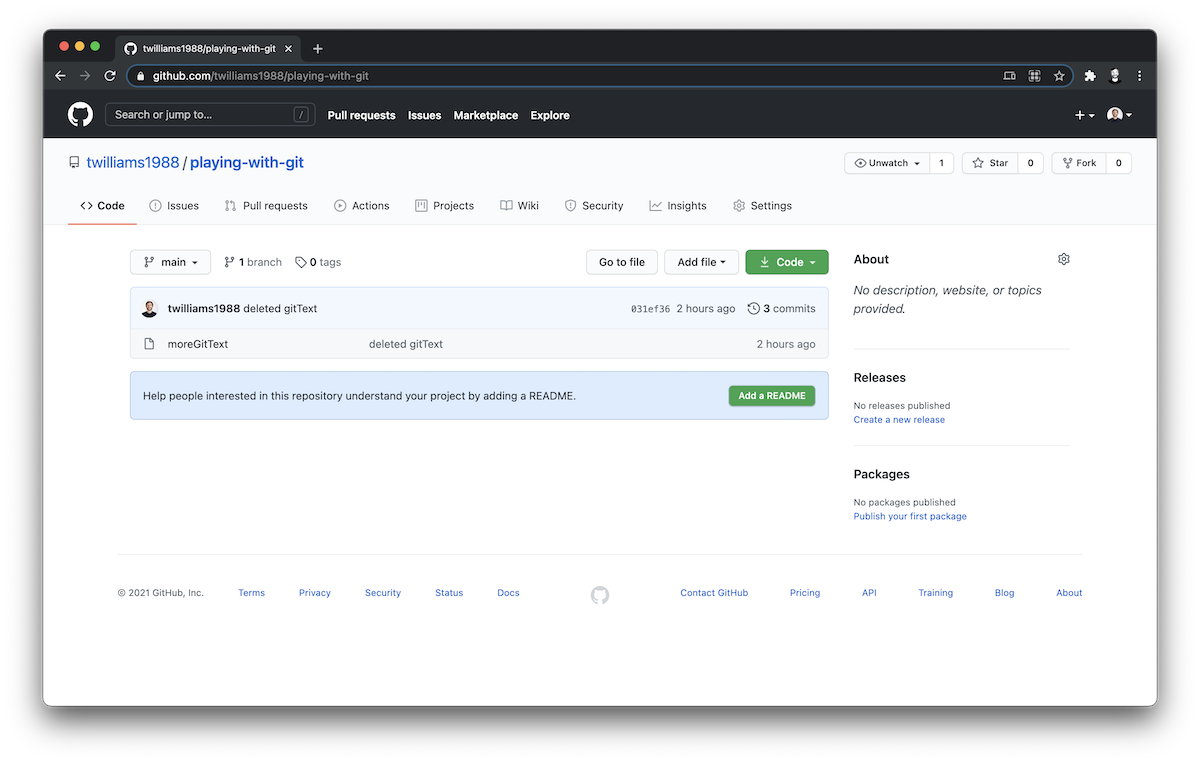 twilliams1988/playing-with-git
github.com/twilliams1988/playing-with-git
Search or jump to... / Pull requests Issues Marketplace Explore
twilliams1988 / playing-with-git Unwatch 1 Star 0 Fork 0
Code Issues Pull requests Actions Projects Wiki Security Insights Settings
main 1 branch 0 tags Go to file Add file Code
twilliams1988 deleted gitText 031ef36 2 hours ago 3 commits
moreGitText deleted gitText 2 hours ago
Help people interested in this repository understand your project by adding a README. Add a README
About
No description, website, or topics
provided.
Releases
No releases published
Create a new release
Packages
No packages published
Publish your first package
© 2021 GitHub, Inc. Terms Privacy Security Status Docs Contact GitHub Pricing API Training Blog About